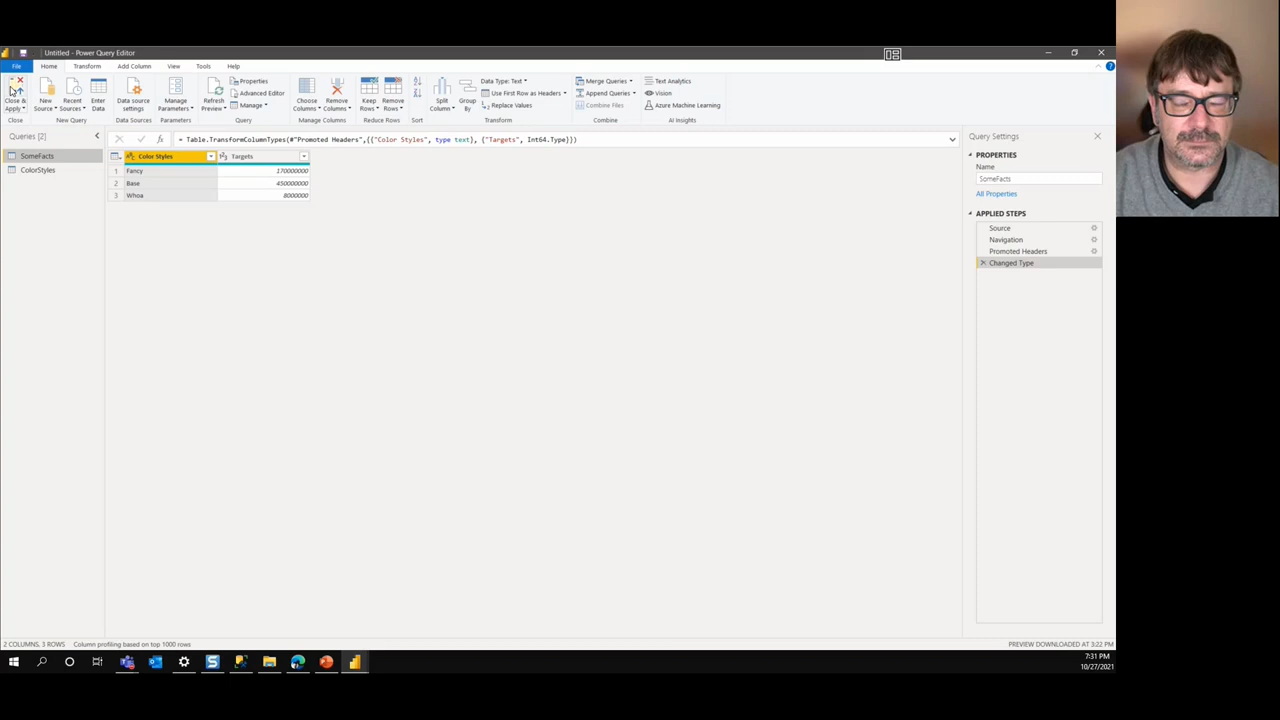 Untitled - Power Query Editor
File Home Transform Add Column View Tools Help
Close & Apply
New Source
Recent Sources
Enter Data
Data source settings
Manage Parameters
Refresh Preview
Properties
Advanced Editor
Manage
Choose Columns
Remove Columns
Keep Rows
Remove Rows
Split Column
Group By
Data Type: Text
Use First Row as Headers
Replace Values
Merge Queries
Append Queries
Combine Files
Text Analytics
Vision
Azure Machine Learning
Close New Query Data Sources Parameters Query Manage Columns Reduce Rows Sort Transform Combine AI Insights
Queries [2]
SomeFacts
ColorStyles
= Table.TransformColumnTypes(#"Promoted Headers",{{"Color Styles", type text}, {"Targets", Int64.Type}})
Color Styles Targets
1 Fancy 170000000
2 Base 450000000
3 Whoa 8000000
Query Settings
PROPERTIES
Name
SomeFacts
All Properties
APPLIED STEPS
Source
Navigation
Promoted Headers
Changed Type
2 COLUMNS, 3 ROWS Column profiling based on top 1000 rows
PREVIEW DOWNLOADED AT 3:22 PM
7:31 PM
10/27/2021